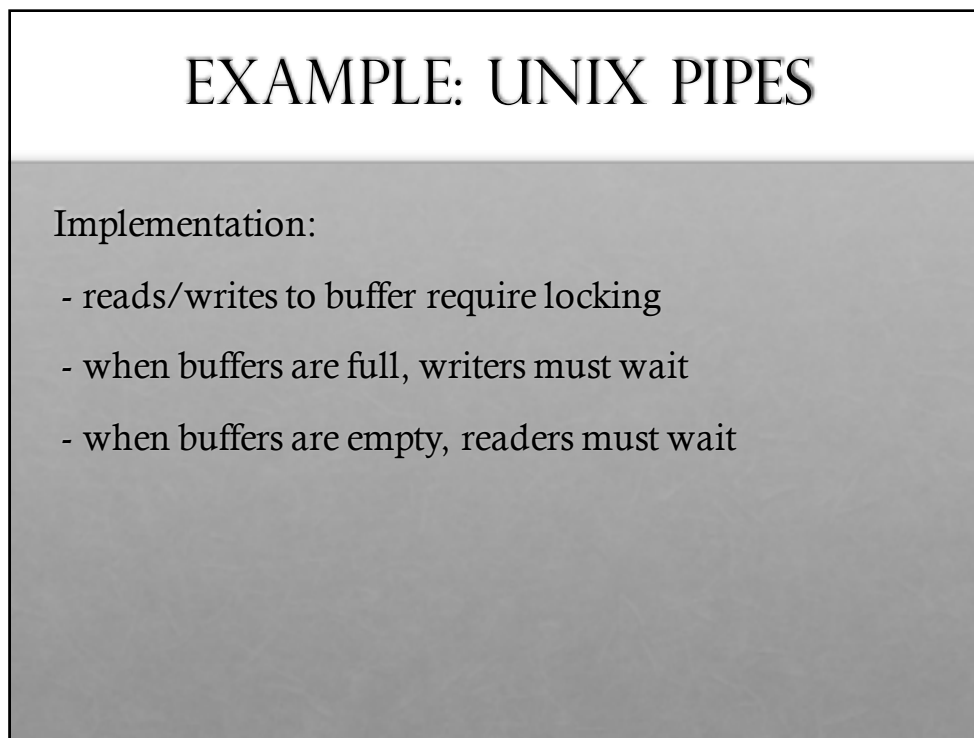 EXAMPLE: UNIX PIPES
Implementation:
- reads/writes to buffer require locking
- when buffers are full, writers must wait
- when buffers are empty, readers must wait